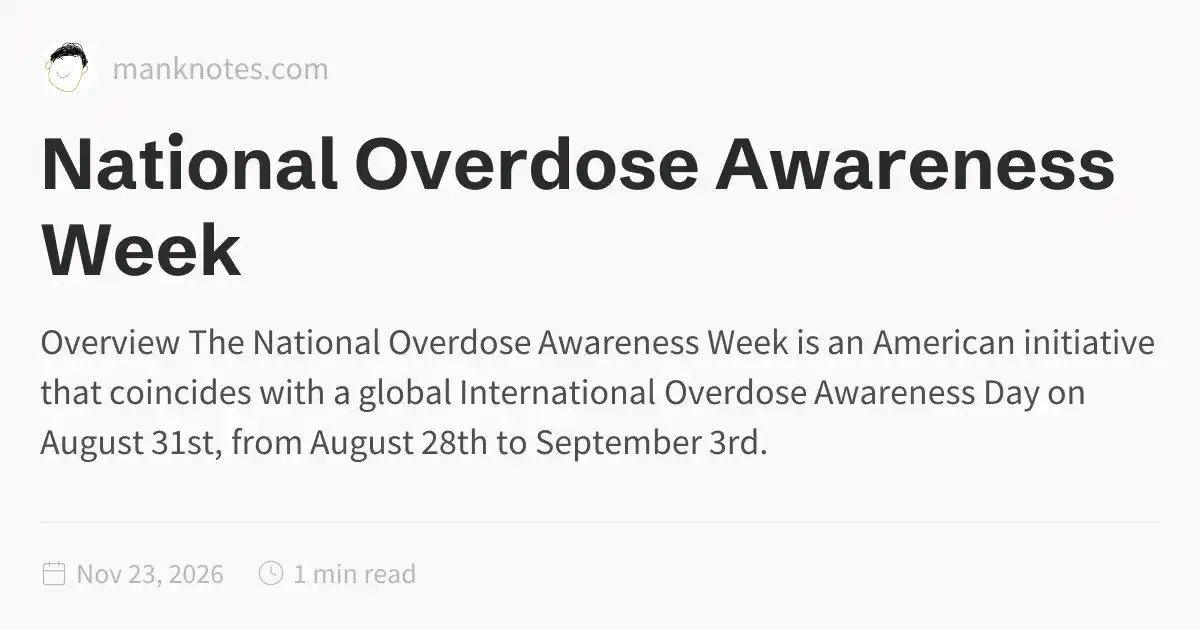 manknotes.com
National Overdose Awareness
Week
Overview The National Overdose Awareness Week is an American initiative
that coincides with a global International Overdose Awareness Day on
August 31st, from August 28th to September 3rd.
Nov 23, 2026 1 min read